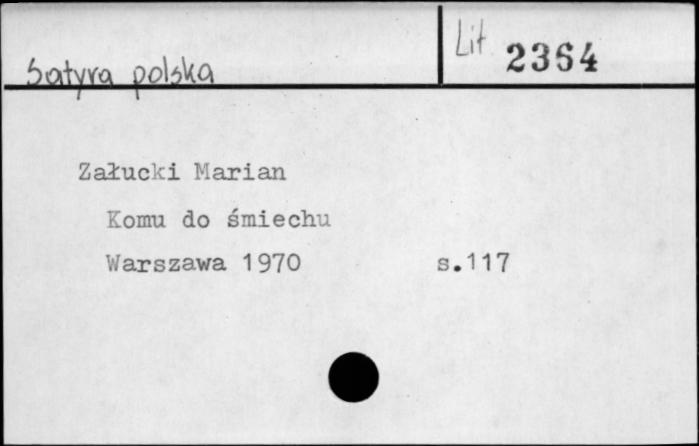 Satyra polska
Lit 2364
Załucki Marian
Komu do śmiechu
Warszawa 1970 s.117